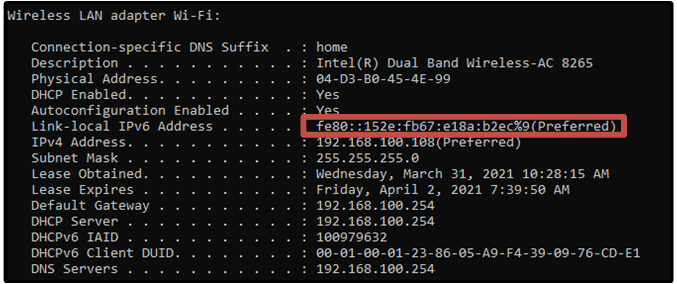 Wireless LAN adapter Wi-Fi:
Connection-specific DNS Suffix . : home
Description . . . . . . . . . . . : Intel(R) Dual Band Wireless-AC 8265
Physical Address. . . . . . . . . : 04-D3-B0-45-4E-99
DHCP Enabled. . . . . . . . . . . : Yes
Autoconfiguration Enabled . . . . : Yes
Link-local IPv6 Address . . . . . : fe80::152e:fb67:e18a:b2ec%9(Preferred)
IPv4 Address. . . . . . . . . . . : 192.168.100.108(Preferred)
Subnet Mask . . . . . . . . . . . : 255.255.255.0
Lease Obtained. . . . . . . . . . : Wednesday, March 31, 2021 10:28:15 AM
Lease Expires . . . . . . . . . . : Friday, April 2, 2021 7:39:50 AM
Default Gateway . . . . . . . . . : 192.168.100.254
DHCP Server . . . . . . . . . . . : 192.168.100.254
DHCPv6 IAID . . . . . . . . . . . : 100979632
DHCPv6 Client DUID. . . . . . . . : 00-01-00-01-23-86-05-A9-F4-39-09-76-CD-E1
DNS Servers . . . . . . . . . . . : 192.168.100.254